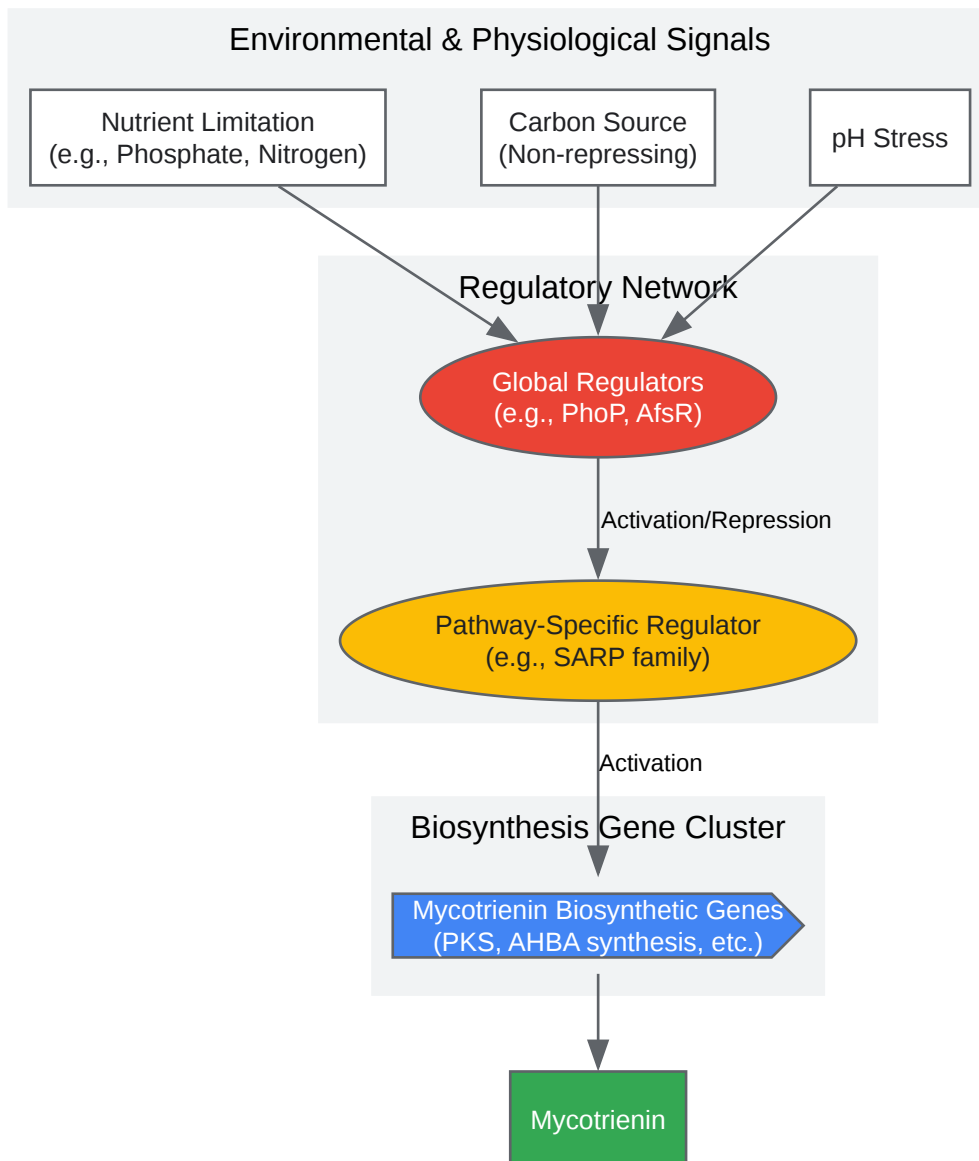 Environmental & Physiological Signals
Nutrient Limitation
(e.g., Phosphate, Nitrogen)
Carbon Source
(Non-repressing)
pH Stress
Regulatory Network
Global Regulators
(e.g., PhoP, AfsR)
Activation/Repression
Pathway-Specific Regulator
(e.g., SARP family)
Activation
Biosynthesis Gene Cluster
Mycotrienin Biosynthetic Genes
(PKS, AHBA synthesis, etc.)
Mycotrienin